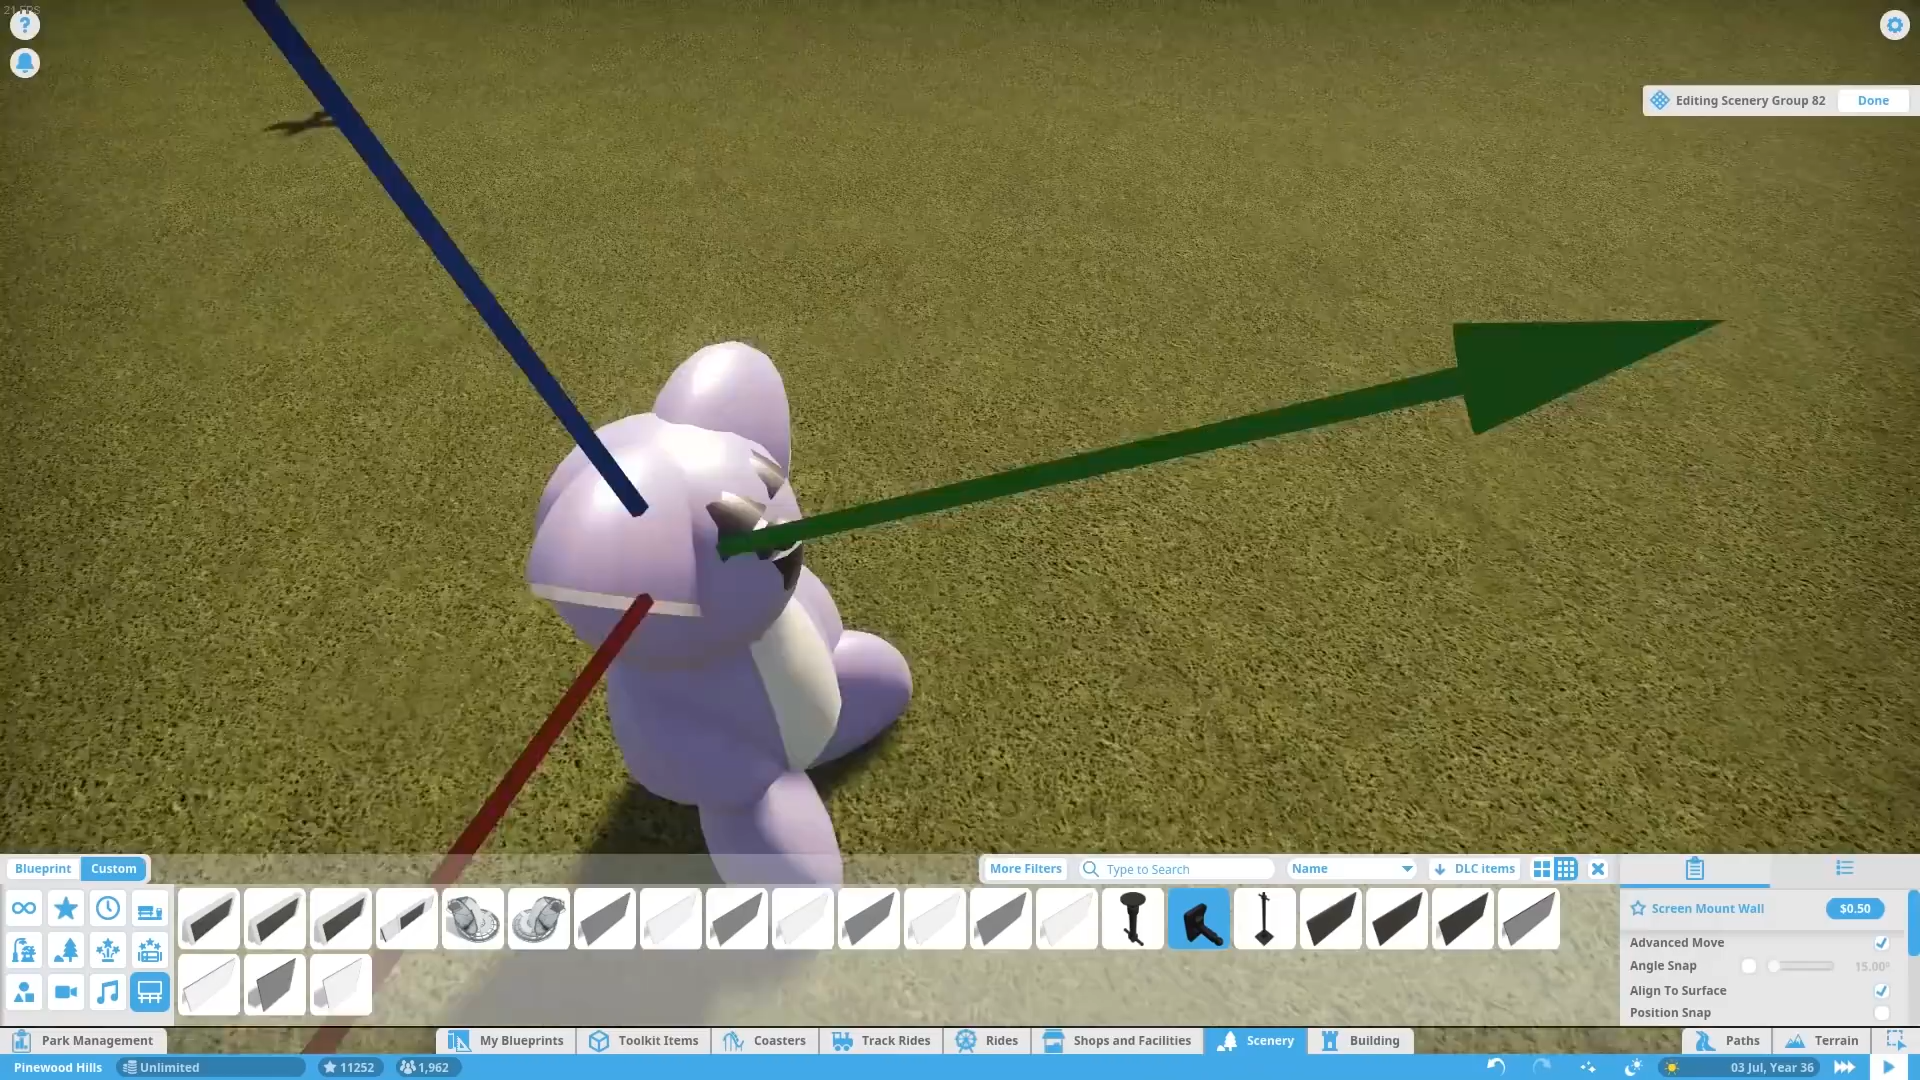 21 FPS
Editing Scenery Group 82 Done
Blueprint Custom
More Filters Type to Search Name DLC items
Screen Mount Wall $0.50
Advanced Move
Angle Snap 15.00°
Align To Surface
Position Snap
Park Management My Blueprints Toolkit Items Coasters Track Rides Rides Shops and Facilities Scenery Building Paths Terrain
Pinewood Hills Unlimited 11252 1,962 03 Jul, Year 36